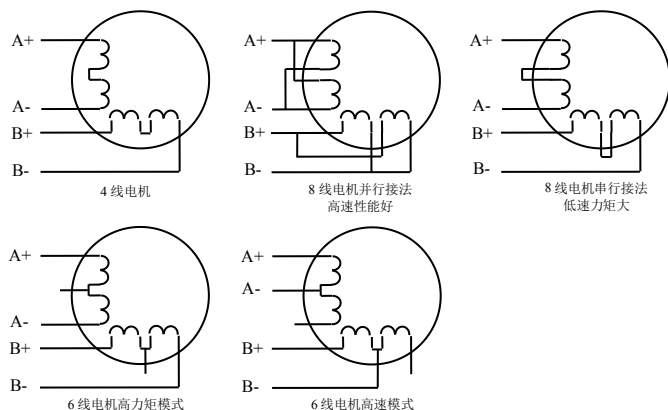 A+
A-
B+
B-
4 线电机
A+
A-
B+
B-
8 线电机并行接法
高速性能好
A+
A-
B+
B-
8 线电机串行接法
低速力矩大
A+
A-
B+
B-
6 线电机高力矩模式
A+
A-
B+
B-
6 线电机高速模式